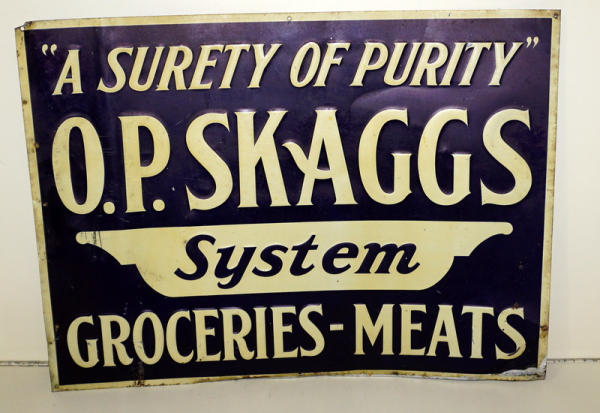 "A SURETY OF PURITY"
O.P. SKAGGS
System
GROCERIES-MEATS